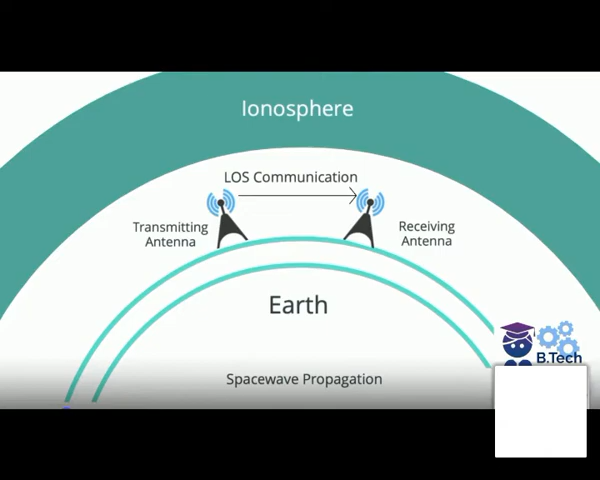 Ionosphere
LOS Communication
Transmitting
Antenna
Receiving
Antenna
Earth
B.Tech
Spacewave Propagation